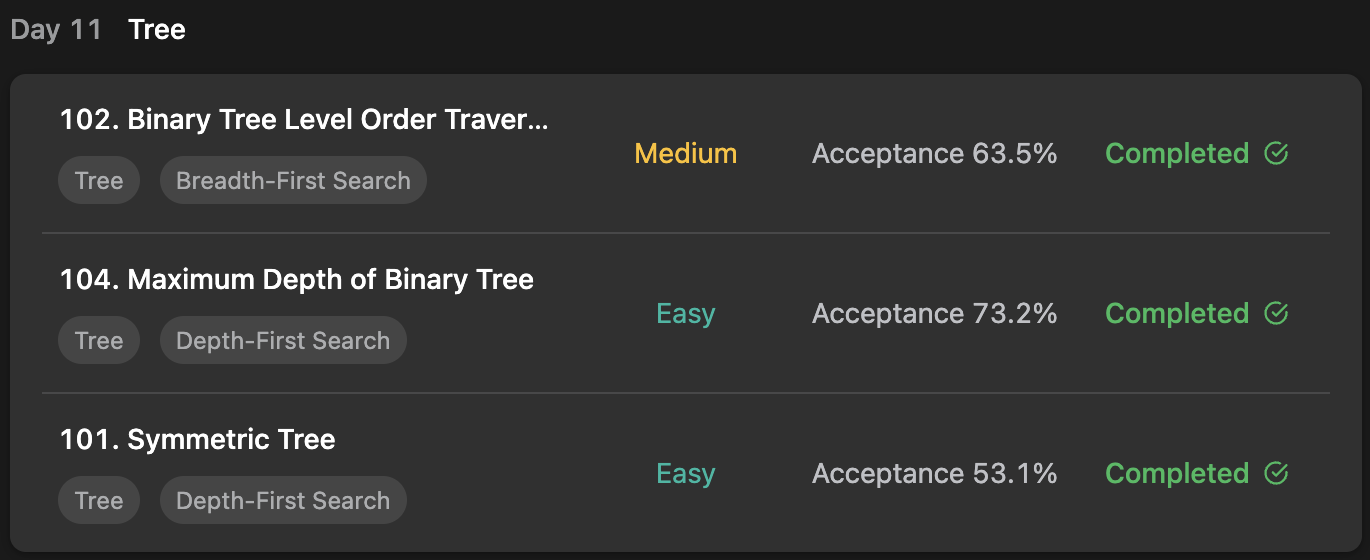 Day 11 Tree
102. Binary Tree Level Order Traver...
Medium Acceptance 63.5% Completed
Tree Breadth-First Search
104. Maximum Depth of Binary Tree
Easy Acceptance 73.2% Completed
Tree Depth-First Search
101. Symmetric Tree
Easy Acceptance 53.1% Completed
Tree Depth-First Search